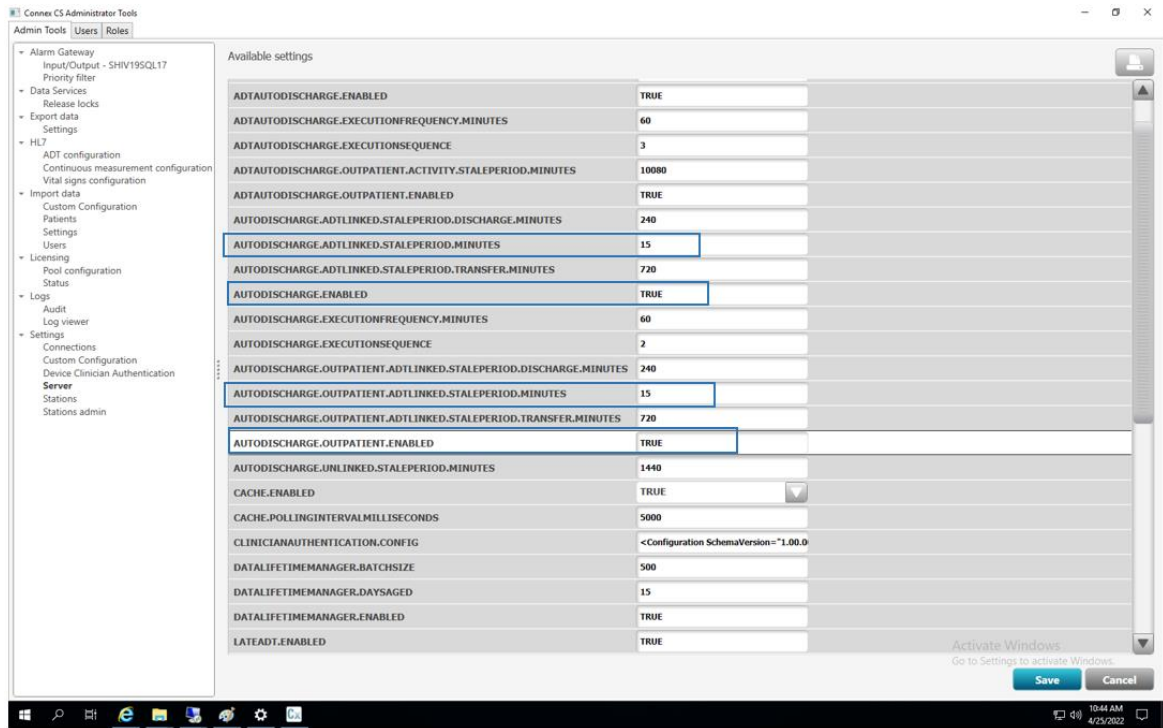 Connex CS Administrator Tools
Admin Tools Users Roles
Alarm Gateway
Input/Output - SHIV19SQL17
Priority filter
Data Services
Release locks
Export data
Settings
HL7
ADT configuration
Continuous measurement configuration
Vital signs configuration
Import data
Custom Configuration
Patients
Settings
Users
Licensing
Pool configuration
Status
Logs
Audit
Log viewer
Settings
Connections
Custom Configuration
Device Clinician Authentication
Server
Stations
Stations admin
Available settings
ADTAUTODISCHARGE.ENABLED TRUE
ADTAUTODISCHARGE.EXECUTIONFREQUENCY.MINUTES 60
ADTAUTODISCHARGE.EXECUTIONSEQUENCE 3
ADTAUTODISCHARGE.OUTPATIENT.ACTIVITY.STALEPERIOD.MINUTES 10080
ADTAUTODISCHARGE.OUTPATIENT.ENABLED TRUE
AUTODISCHARGE.ADTLINKED.STALEPERIOD.DISCHARGE.MINUTES 240
AUTODISCHARGE.ADTLINKED.STALEPERIOD.MINUTES 15
AUTODISCHARGE.ADTLINKED.STALEPERIOD.TRANSFER.MINUTES 720
AUTODISCHARGE.ENABLED TRUE
AUTODISCHARGE.EXECUTIONFREQUENCY.MINUTES 60
AUTODISCHARGE.EXECUTIONSEQUENCE 2
AUTODISCHARGE.OUTPATIENT.ADTLINKED.STALEPERIOD.DISCHARGE.MINUTES 240
AUTODISCHARGE.OUTPATIENT.ADTLINKED.STALEPERIOD.MINUTES 15
AUTODISCHARGE.OUTPATIENT.ADTLINKED.STALEPERIOD.TRANSFER.MINUTES 720
AUTODISCHARGE.OUTPATIENT.ENABLED TRUE
AUTODISCHARGE.UNLINKED.STALEPERIOD.MINUTES 1440
CACHE.ENABLED TRUE
CACHE.POLLINGINTERVALMILLISECONDS 5000
CLINICIANAUTHENTICATION.CONFIG <Configuration SchemaVersion="1.00.0
DATALIFETIMEMANAGER.BATCHSIZE 500
DATALIFETIMEMANAGER.DAYSAGED 15
DATALIFETIMEMANAGER.ENABLED TRUE
LATEADT.ENABLED TRUE
Activate Windows
Go to Settings to activate Windows.
Save Cancel
Cx
10:44 AM
4/25/2022